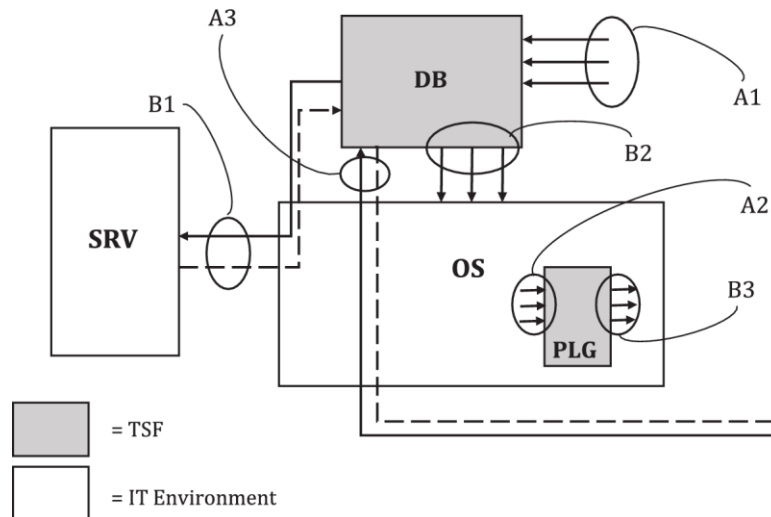 A3
DB
A1
B1
B2
A2
SRV
OS
B3
PLG
= TSF
= IT Environment